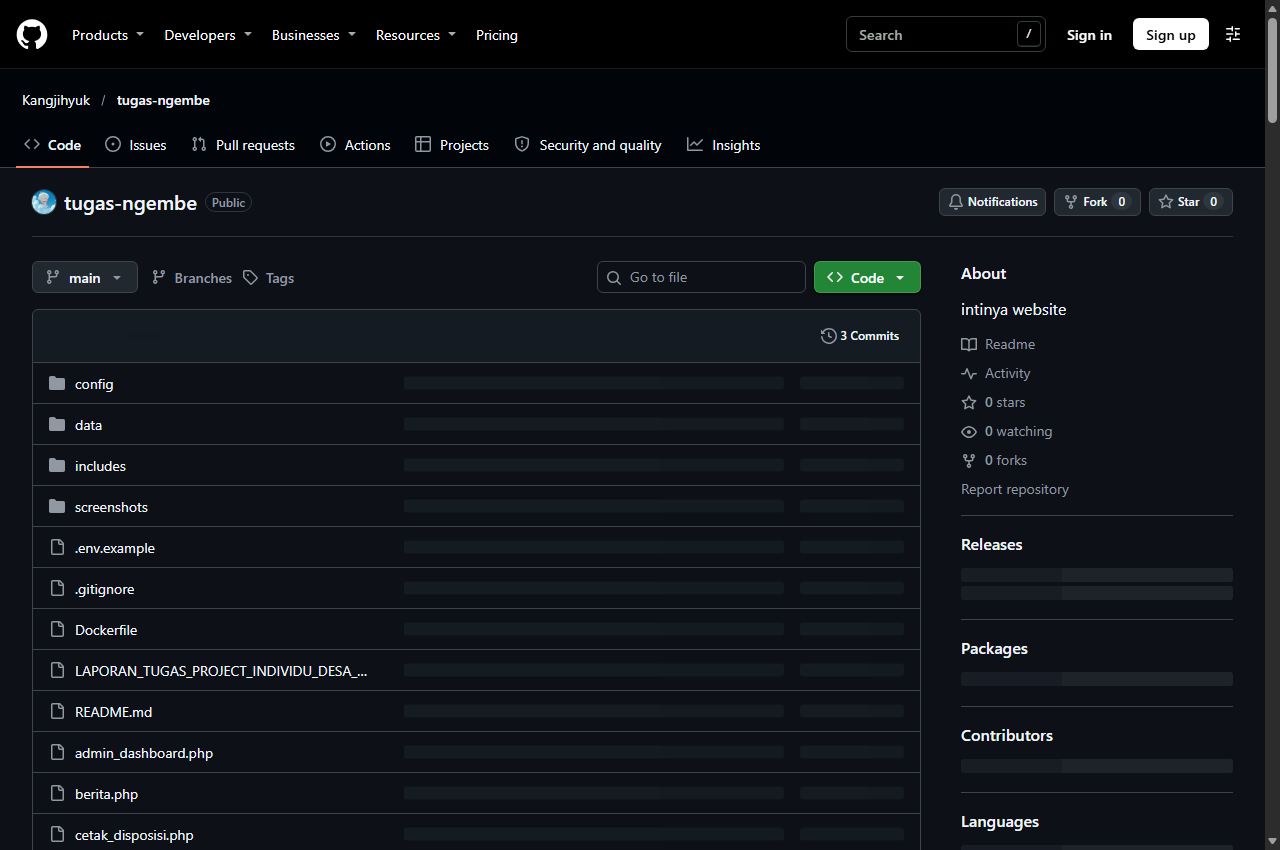 Products Developers Businesses Resources Pricing Search / Sign in Sign up
Kangjihyuk / tugas-ngembe
Code Issues Pull requests Actions Projects Security and quality Insights
tugas-ngembe Public Notifications Fork 0 Star 0
main Branches Tags Go to file Code
3 Commits
config
data
includes
screenshots
.env.example
.gitignore
Dockerfile
LAPORAN_TUGAS_PROJECT_INDIVIDU_DESA_...
README.md
admin_dashboard.php
berita.php
cetak_disposisi.php
About
intinya website
Readme
Activity
0 stars
0 watching
0 forks
Report repository
Releases
Packages
Contributors
Languages